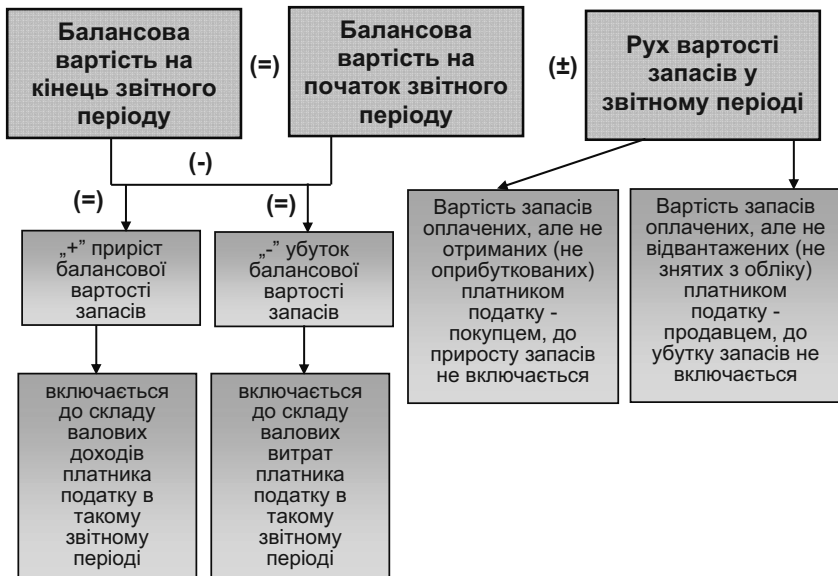 Балансова
вартість на
кінець звітного
періоду
(=)
Балансова
вартість на
початок звітного
періоду
(±)
Рух вартості
запасів у
звітному періоді
(-)
(=)
(=)
„+” приріст
балансової
вартості
запасів
„-” убуток
балансової
вартості
запасів
Вартість запасів
оплачених, але не
отриманих (не
оприбуткованих)
платником
податку -
покупцем, до
приросту запасів
не включається
Вартість запасів
оплачених, але не
відвантажених (не
знятих з обліку)
платником
податку -
продавцем, до
убутку запасів не
включається
включається
до складу
валових
доходів
платника
податку в
такому
звітному
періоді
включається
до складу
валових
витрат
платника
податку в
такому
звітному
періоді